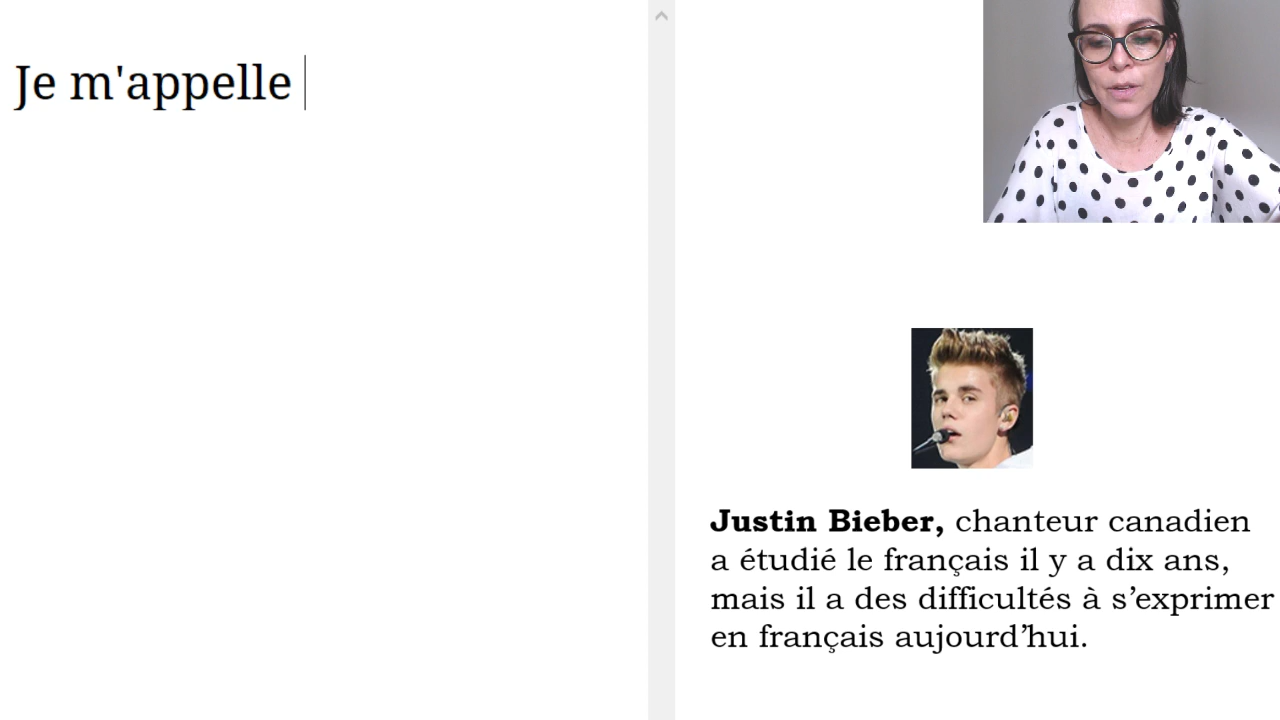 Je m'appelle
Justin Bieber, chanteur canadien
a étudié le français il y a dix ans,
mais il a des difficultés à s’exprimer
en français aujourd’hui.